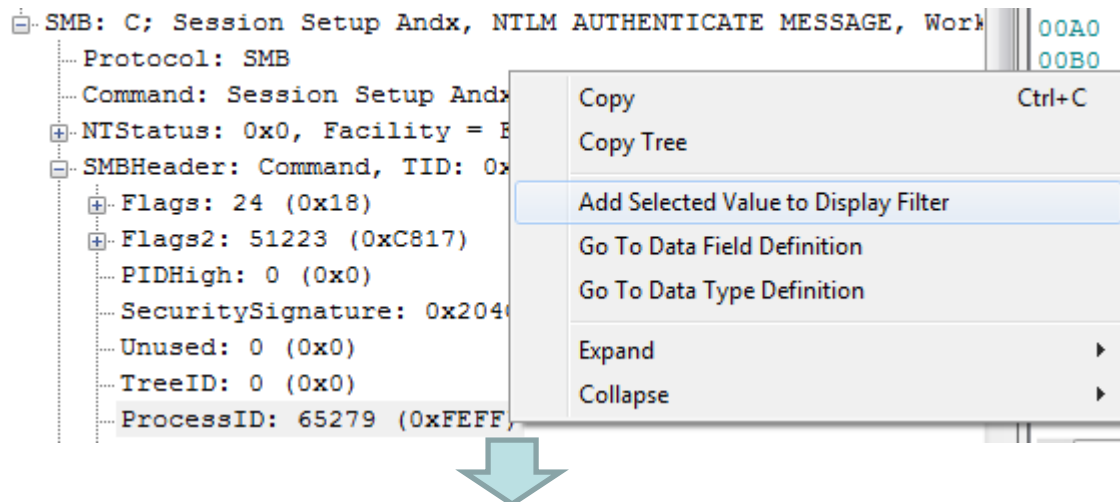 SMB: C; Session Setup Andx, NTLM AUTHENTICATE MESSAGE,
Protocol: SMB
Command: Session Setup Andx
NTStatus: 0x0, Facility =
SMBHeader: Command, TID:
Flags: 24 (0x18)
Flags2: 51223 (0xC817)
PIDHigh: 0 (0x0)
SecuritySignature: 0x204
Unused: 0 (0x0)
TreeID: 0 (0x0)
ProcessID: 65279 (0xFEFF)
Copy Ctrl+C
Copy Tree
Add Selected Value to Display Filter
Go To Data Field Definition
Go To Data Type Definition
Expand
Collapse
00A0
00B0